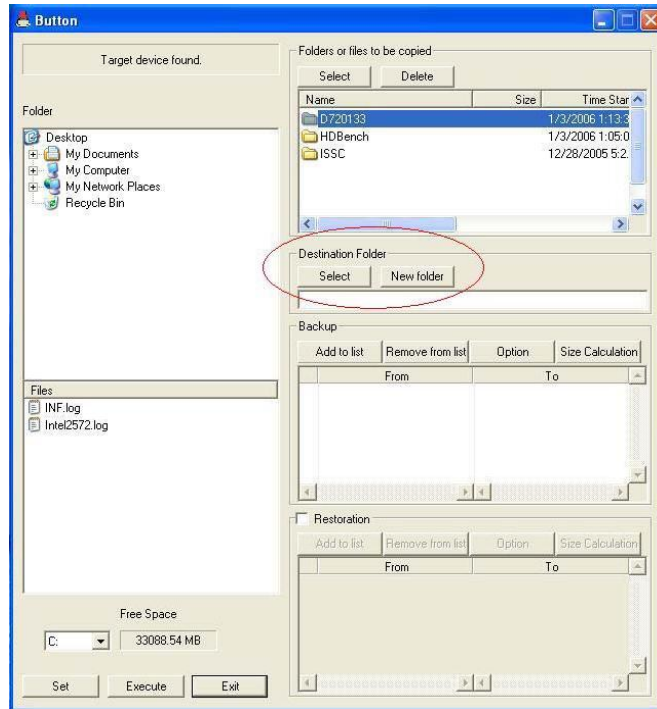 Button
Target device found.
Folder
Desktop
My Documents
My Computer
My Network Places
Recycle Bin
Files
INF.log
Intel2572.log
Free Space
C: 33088.54 MB
Set Execute Exit
Folders or files to be copied
Select Delete
Name Size Time Star
D720133 1/3/2006 1:13:3
HDBench 1/3/2006 1:05:0
ISSC 12/28/2005 5:2.
Destination Folder
Select New folder
Backup
Add to list Remove from list Option Size Calculation
From To
Restoration
Add to list Remove from list Option Size Calculation
From To